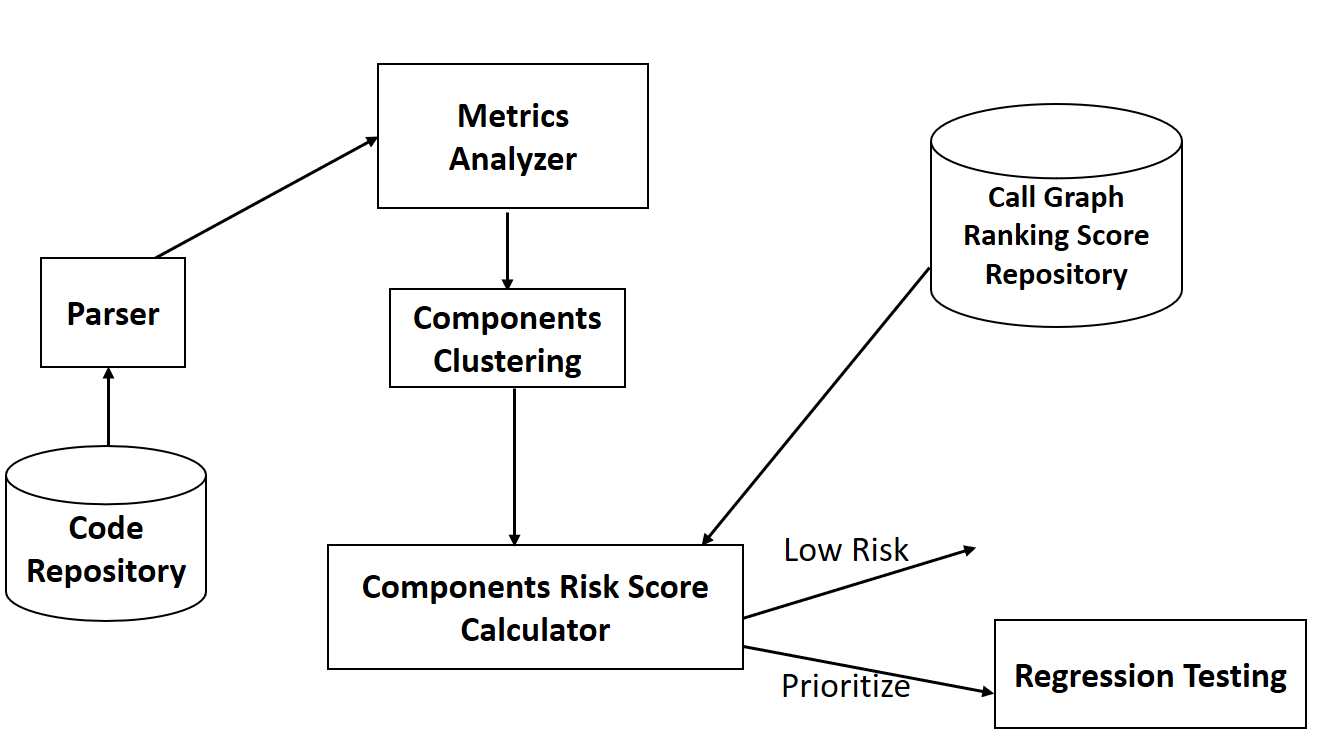 Metrics
Analyzer
Call Graph
Ranking Score
Repository
Parser
Components
Clustering
Code
Repository
Components Risk Score
Calculator
Low Risk
Prioritize
Regression Testing